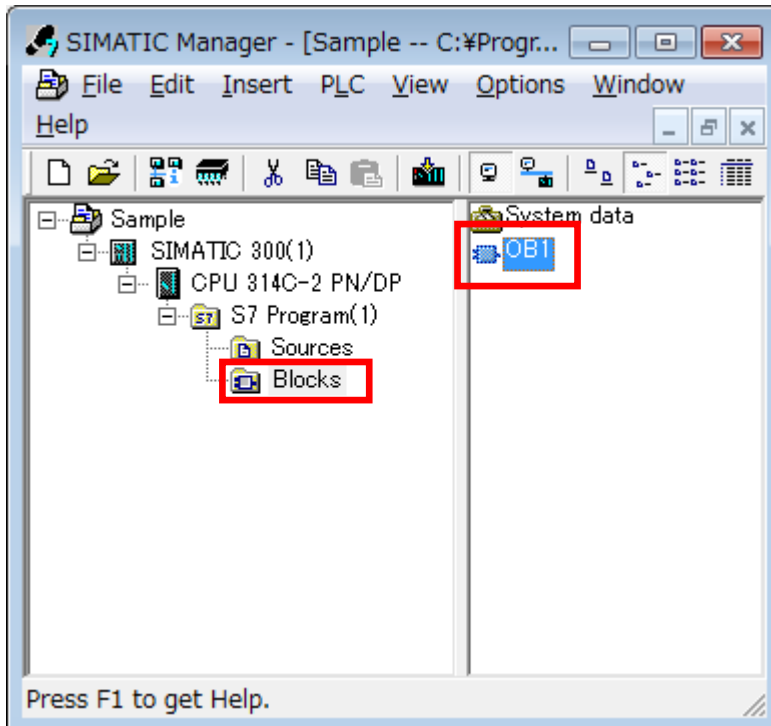 SIMATIC Manager - [Sample -- C:¥Progr...
File Edit Insert PLC View Options Window
Help
Sample
System data
SIMATIC 300(1)
OB1
CPU 314C-2 PN/DP
S7 Program(1)
Sources
Blocks
Press F1 to get Help.